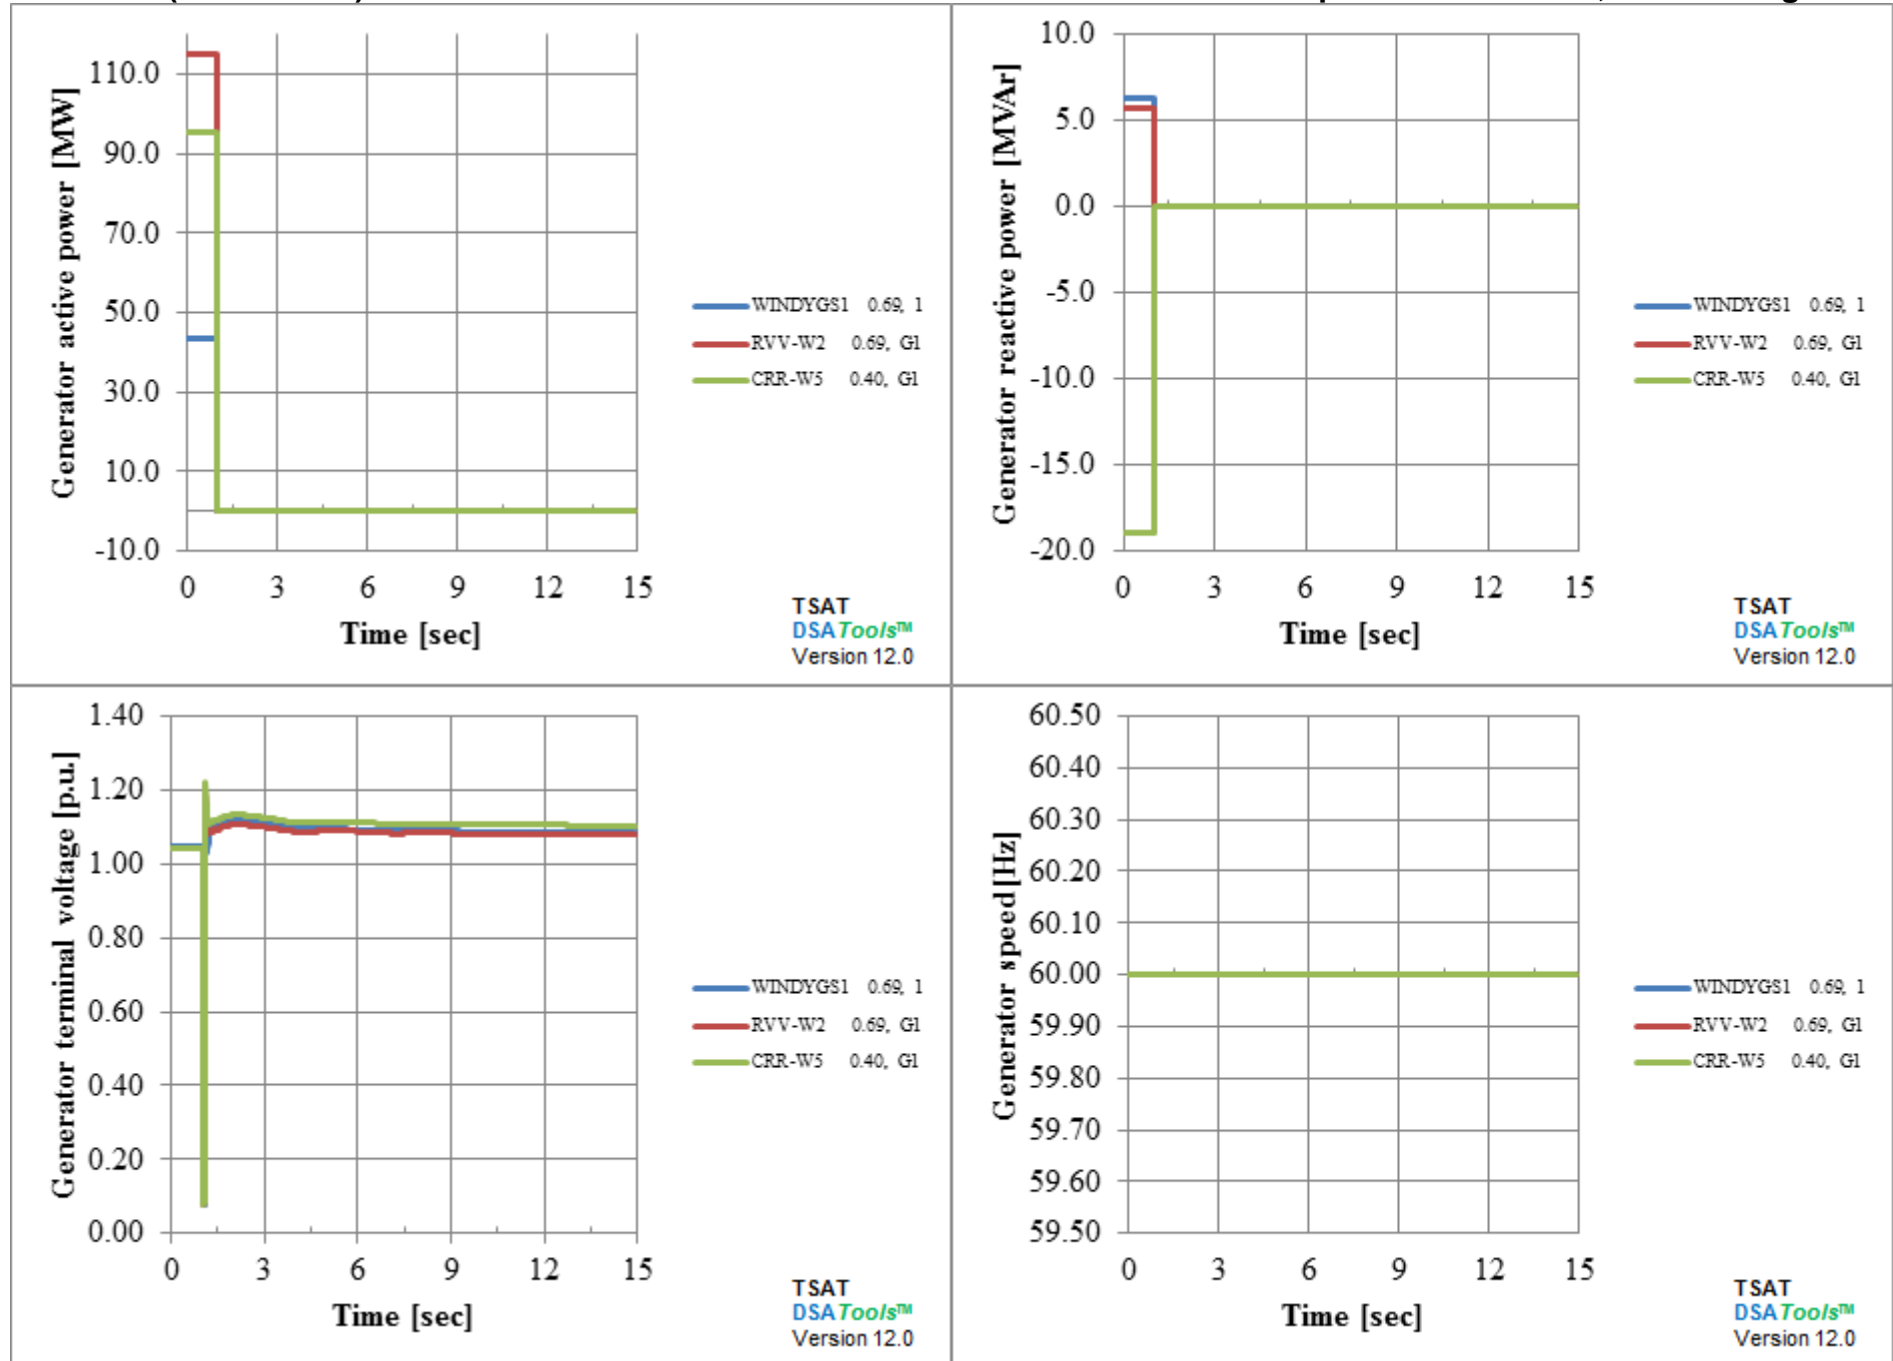 110.0
90.0
70.0
50.0
30.0
10.0
-10.0
Generator active power [MW]
0 3 6 9 12 15
Time [sec]
WINDYGS1 0.69, 1
RVV-W2 0.69, G1
CRR-W5 0.40, G1
TSAT
DSATools™
Version 12.0
10.0
5.0
0.0
-5.0
-10.0
-15.0
-20.0
Generator reactive power [MVAr]
0 3 6 9 12 15
Time [sec]
WINDYGS1 0.69, 1
RVV-W2 0.69, G1
CRR-W5 0.40, G1
TSAT
DSATools™
Version 12.0
1.40
1.20
1.00
0.80
0.60
0.40
0.20
0.00
Generator terminal voltage [p.u.]
0 3 6 9 12 15
Time [sec]
WINDYGS1 0.69, 1
RVV-W2 0.69, G1
CRR-W5 0.40, G1
TSAT
DSATools™
Version 12.0
60.50
60.40
60.30
60.20
60.10
60.00
59.90
59.80
59.70
59.60
59.50
Generator speed[Hz]
0 3 6 9 12 15
Time [sec]
WINDYGS1 0.69, 1
RVV-W2 0.69, G1
CRR-W5 0.40, G1
TSAT
DSATools™
Version 12.0